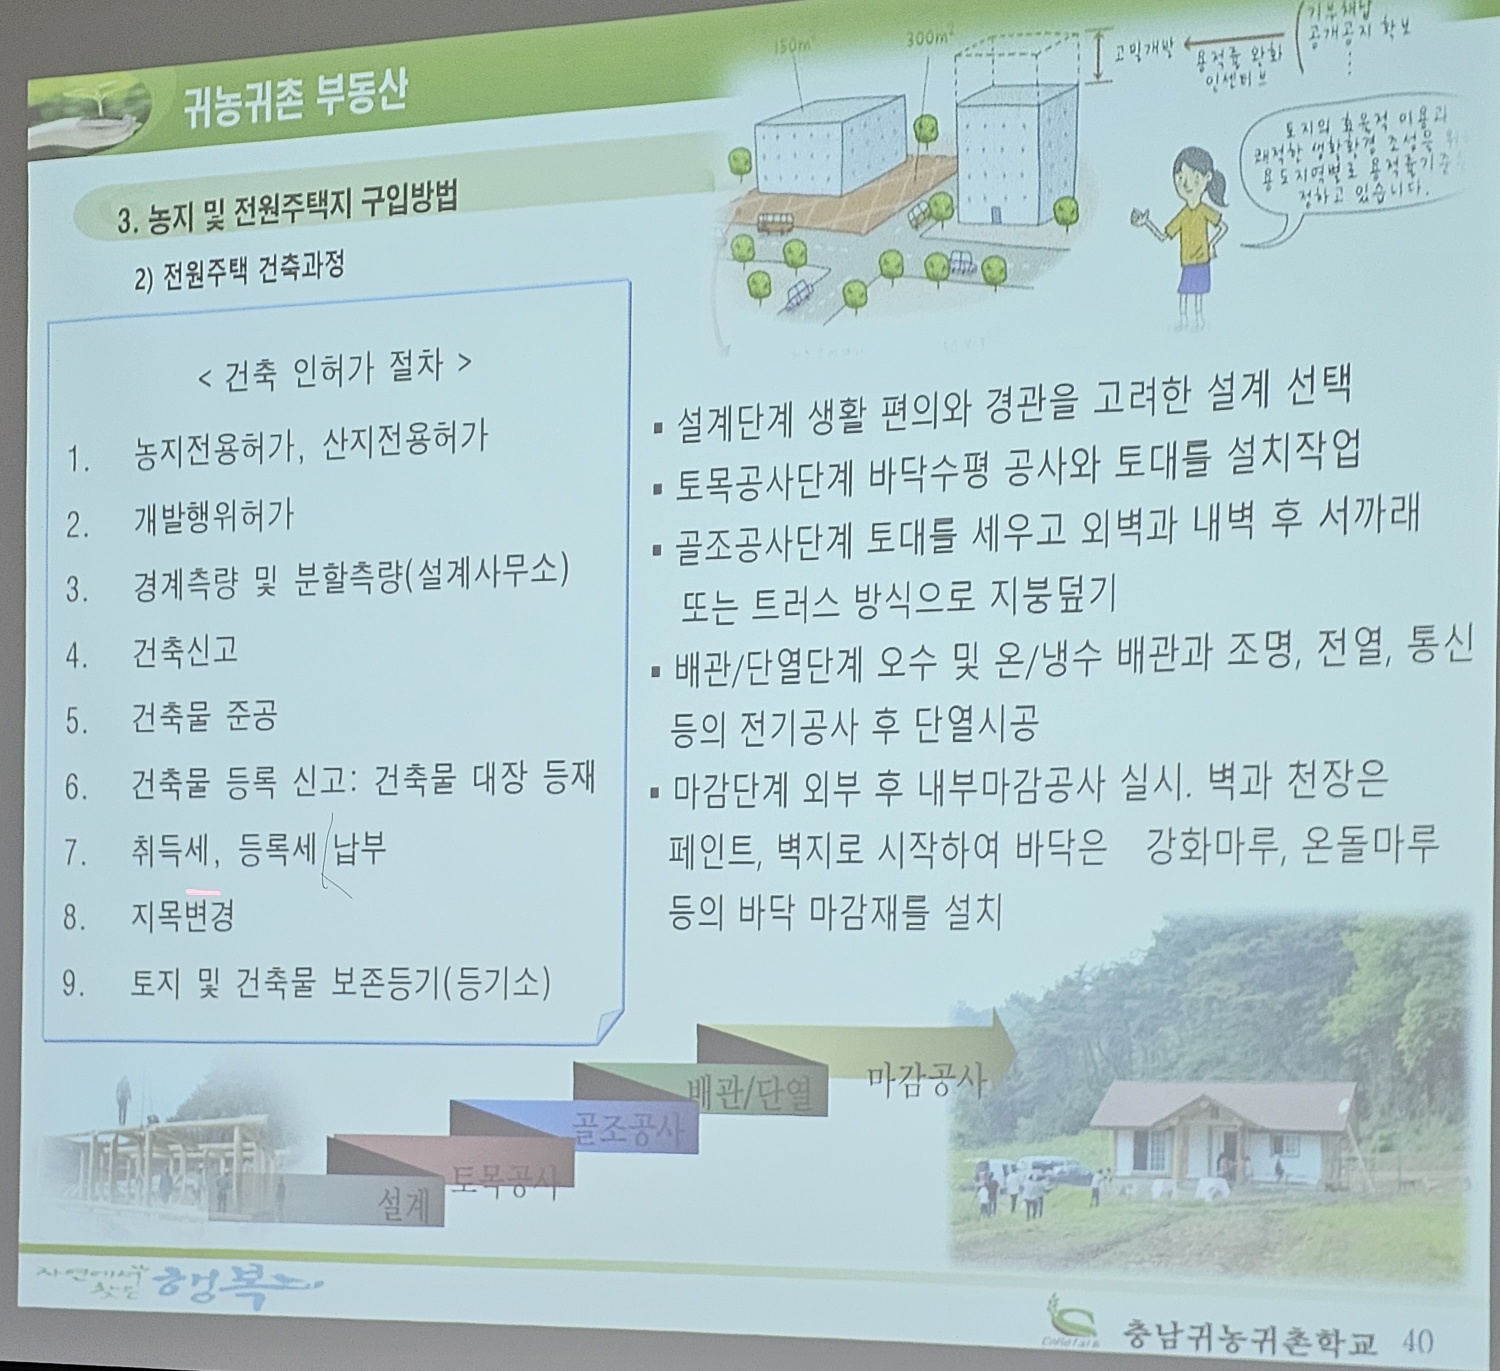 귀농귀촌 부동산
150m²
300m²
고밀개발
용적률 완화
인센티브
기부채납
공개공지 확보
토지의 효율적 이용과
쾌적한 생활환경 조성을 위
용도지역별로 용적률기준
정하고 있습니다.
3. 농지 및 전원주택지 구입방법
2) 전원주택 건축과정
< 건축 인허가 절차 >
1. 농지전용허가, 산지전용허가
2. 개발행위허가
3. 경계측량 및 분할측량(설계사무소)
4. 건축신고
5. 건축물 준공
6. 건축물 등록 신고: 건축물 대장 등재
7. 취득세, 등록세 납부
8. 지목변경
9. 토지 및 건축물 보존등기(등기소)
▪ 설계단계 생활 편의와 경관을 고려한 설계 선택
▪ 토목공사단계 바닥수평 공사와 토대를 설치작업
▪ 골조공사단계 토대를 세우고 외벽과 내벽 후 서까래
또는 트러스 방식으로 지붕덮기
▪ 배관/단열단계 오수 및 온/냉수 배관과 조명, 전열, 통신
등의 전기공사 후 단열시공
▪ 마감단계 외부 후 내부마감공사 실시. 벽과 천장은
페인트, 벽지로 시작하여 바닥은 강화마루, 온돌마루
등의 바닥 마감재를 설치
설계
토목공사
골조공사
배관/단열
마감공사
자연에서
찾은
행복
충남귀농귀촌학교 40